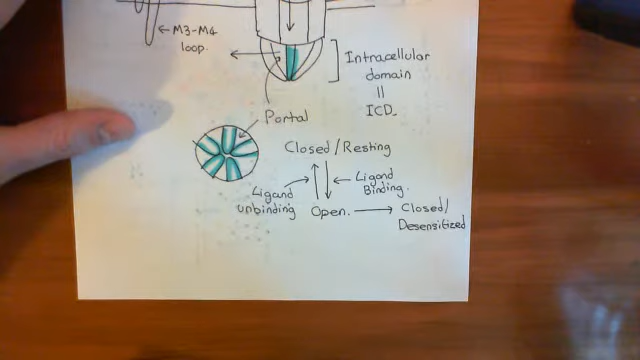 M3-M4
loop.
Intracellular
domain
=
ICD.
Portal
Closed/Resting
Ligand
unbinding
Ligand
Binding.
Open.
Closed/
Desensitized